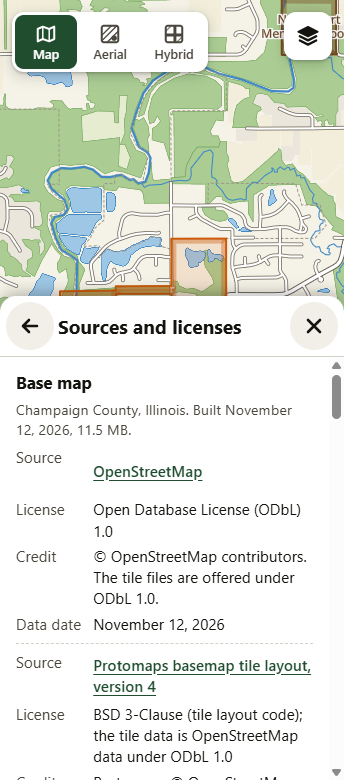 Map
Aerial
Hybrid
Sources and licenses
Base map
Champaign County, Illinois. Built November
12, 2026, 11.5 MB.
Source
OpenStreetMap
License
Open Database License (ODbL)
1.0
Credit
© OpenStreetMap contributors.
The tile files are offered under
ODbL 1.0.
Data date
November 12, 2026
Source
Protomaps basemap tile layout,
version 4
License
BSD 3-Clause (tile layout code);
the tile data is OpenStreetMap
data under ODbL 1.0